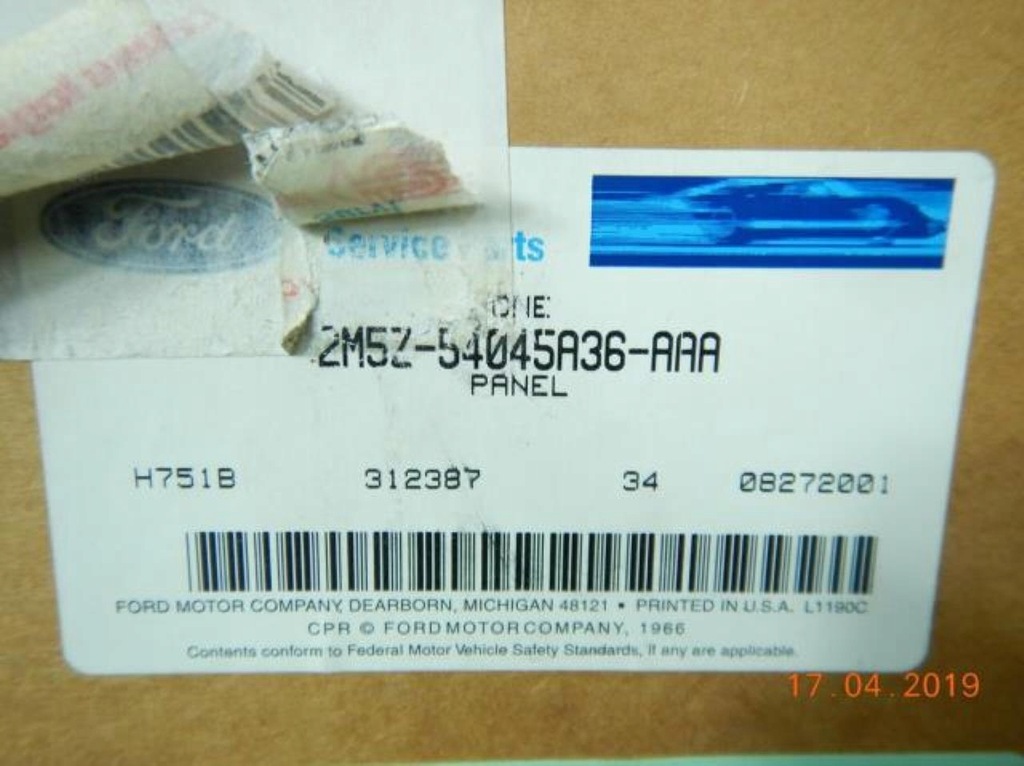 Ford
Service
ONE
2M5Z-54045A36-AAA
PANEL
H751B 312387 34 08272001
FORD MOTOR COMPANY, DEARBORN, MICHIGAN 48121 • PRINTED IN U.S.A. L1190C
CPR © FORD MOTOR COMPANY, 1966
Contents conform to Federal Motor Vehicle Safety Standards, if any are applicable.
17.04.2019